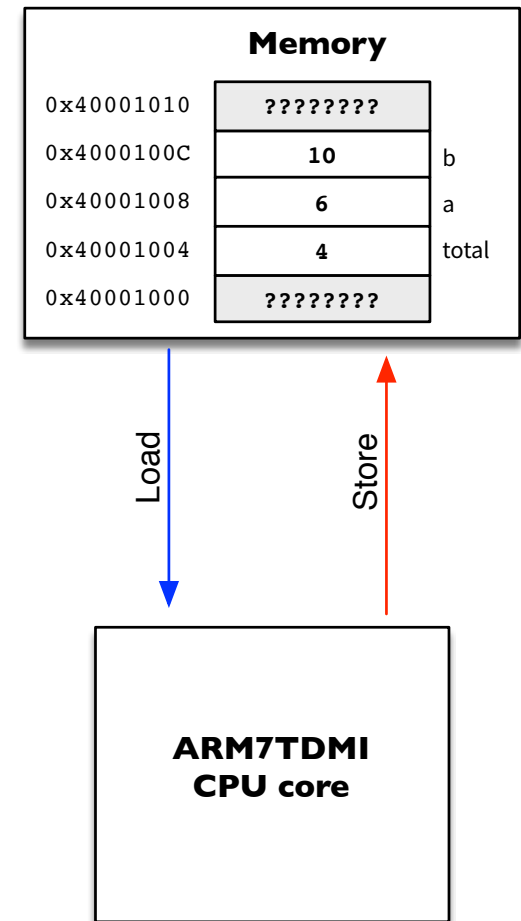 Memory
0x40001010 ????????
0x4000100C 10 b
0x40001008 6 a
0x40001004 4 total
0x40001000 ????????
Load
Store
ARM7TDMI
CPU core